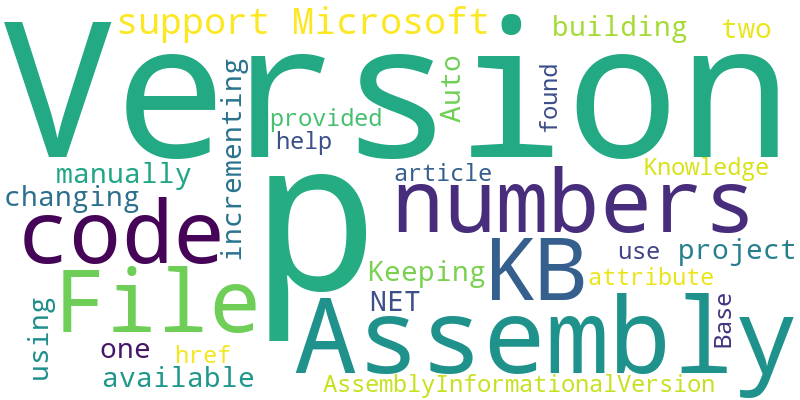 support Microsoft
building
two
Version
Auto
found
incrementing
provided
help
manually
article
Knowledge
changing
p
numbers
code
KB
use
project
Keeping
attribute
File
NET
Assembly
Base
using
one
href
available
AssemblyInformationalVersion